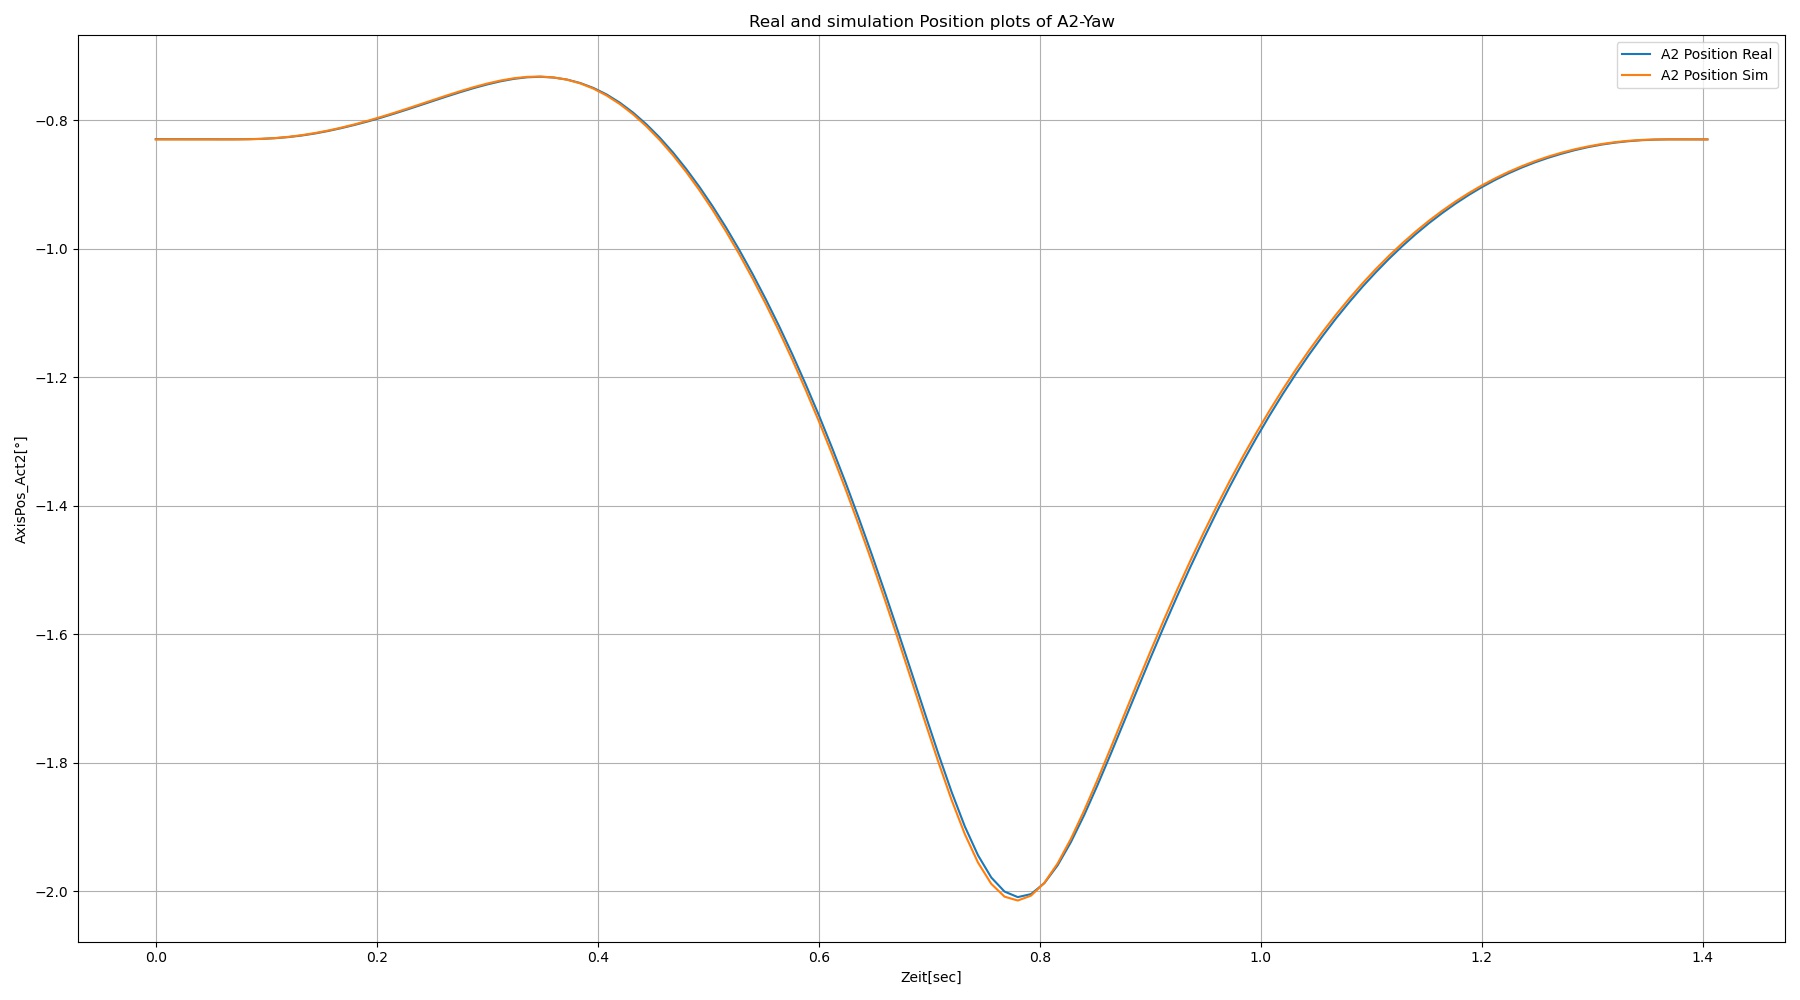 Real and simulation Position plots of A2-Yaw
A2 Position Real
A2 Position Sim
AxisPos_Act2[°]
−0.8
−1.0
−1.2
−1.4
−1.6
−1.8
−2.0
0.0 0.2 0.4 0.6 0.8 1.0 1.2 1.4
Zeit[sec]